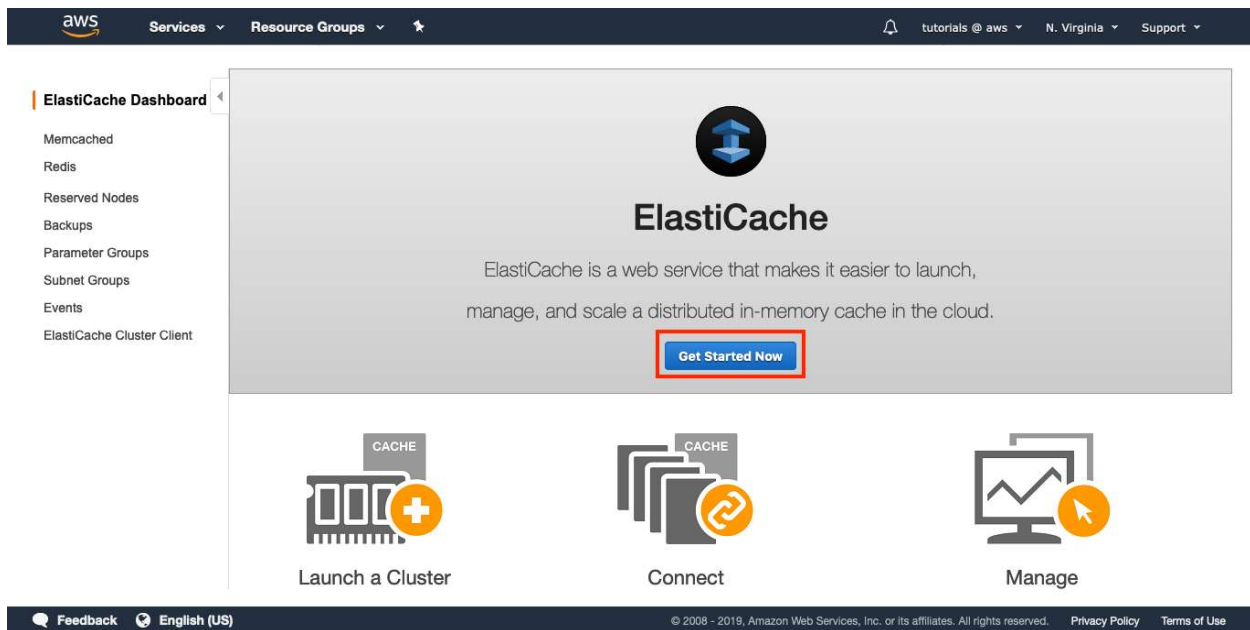 aws Services Resource Groups tutorials @ aws N. Virginia Support
ElastiCache Dashboard
Memcached
Redis
Reserved Nodes
Backups
Parameter Groups
Subnet Groups
Events
ElastiCache Cluster Client
ElastiCache
ElastiCache is a web service that makes it easier to launch,
manage, and scale a distributed in-memory cache in the cloud.
Get Started Now
CACHE
Launch a Cluster
CACHE
Connect
Manage
Feedback English (US) © 2008 - 2019, Amazon Web Services, Inc. or its affiliates. All rights reserved. Privacy Policy Terms of Use